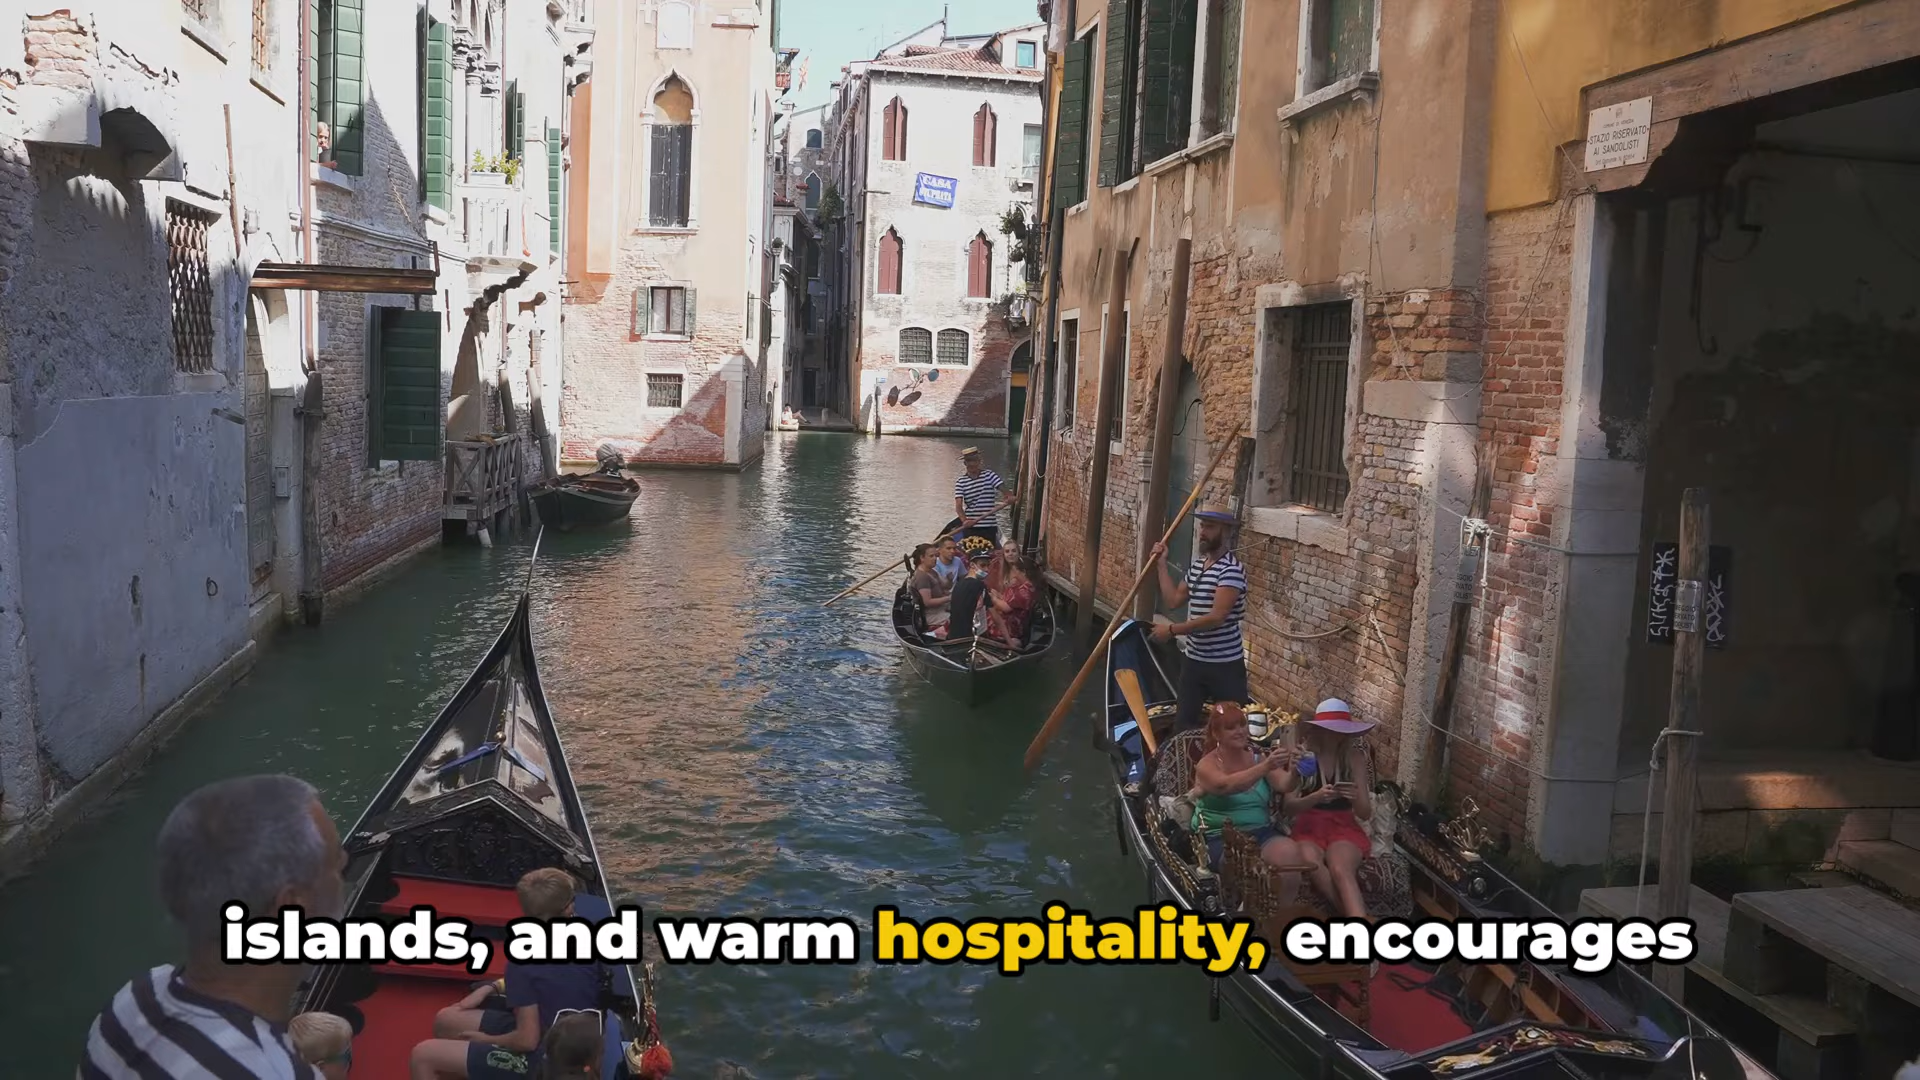 STAZIO RISERVATO
AI SANDOLISTI
CASA
islands, and warm hospitality, encourages